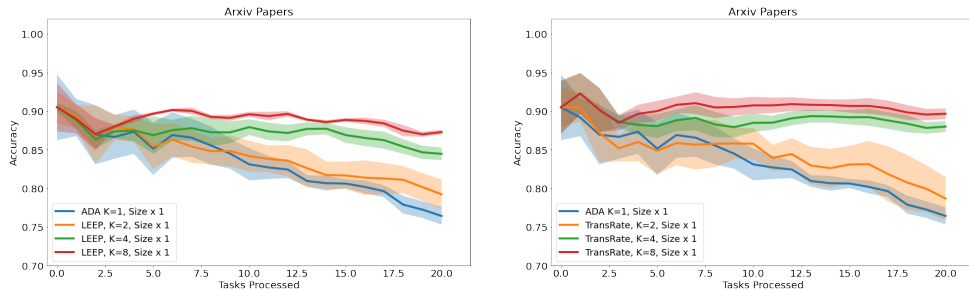 Arxiv Papers
1.00
0.95
0.90
0.85
0.80
0.75
0.70
Accuracy
ADA K=1, Size x 1
LEEP, K=2, Size x 1
LEEP, K=4, Size x 1
LEEP, K=8, Size x 1
0.0 2.5 5.0 7.5 10.0 12.5 15.0 17.5 20.0
Tasks Processed
Arxiv Papers
1.00
0.95
0.90
0.85
0.80
0.75
0.70
Accuracy
ADA K=1, Size x 1
TransRate, K=2, Size x 1
TransRate, K=4, Size x 1
TransRate, K=8, Size x 1
0.0 2.5 5.0 7.5 10.0 12.5 15.0 17.5 20.0
Tasks Processed